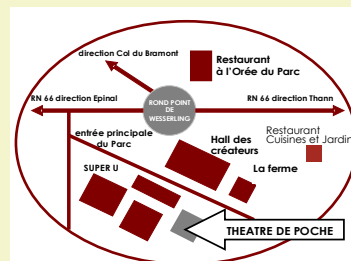 direction Col du Bramont
Restaurant
à l'Orée du Parc
RN 66 direction Epinal
ROND POINT
DE
WESSERLING
RN 66 direction Thann
entrée principale
du Parc
Hall des
créateurs
Restaurant
Cuisines et Jardin
SUPER U
La ferme
THEATRE DE POCHE